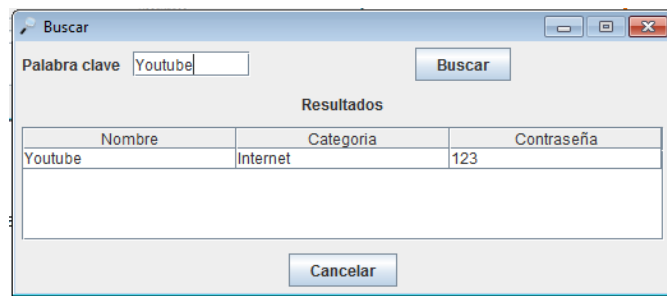 Buscar
Palabra clave Youtube Buscar
Resultados
Nombre Categoria Contraseña
Youtube Internet 123
Cancelar